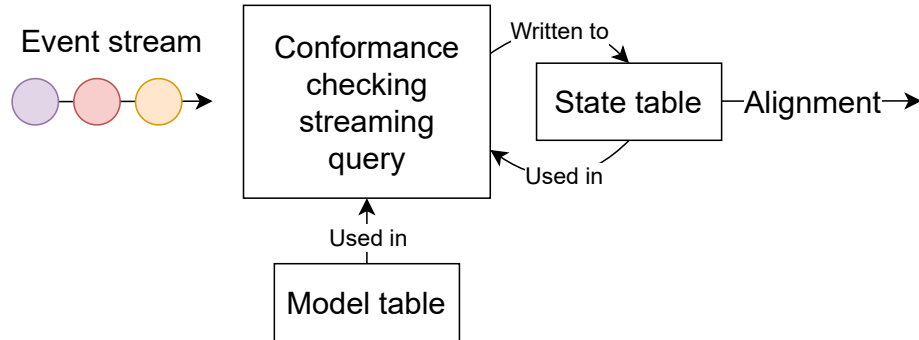 Event stream
Conformance
checking
streaming
query
Written to
State table
Alignment
Used in
Used in
Model table